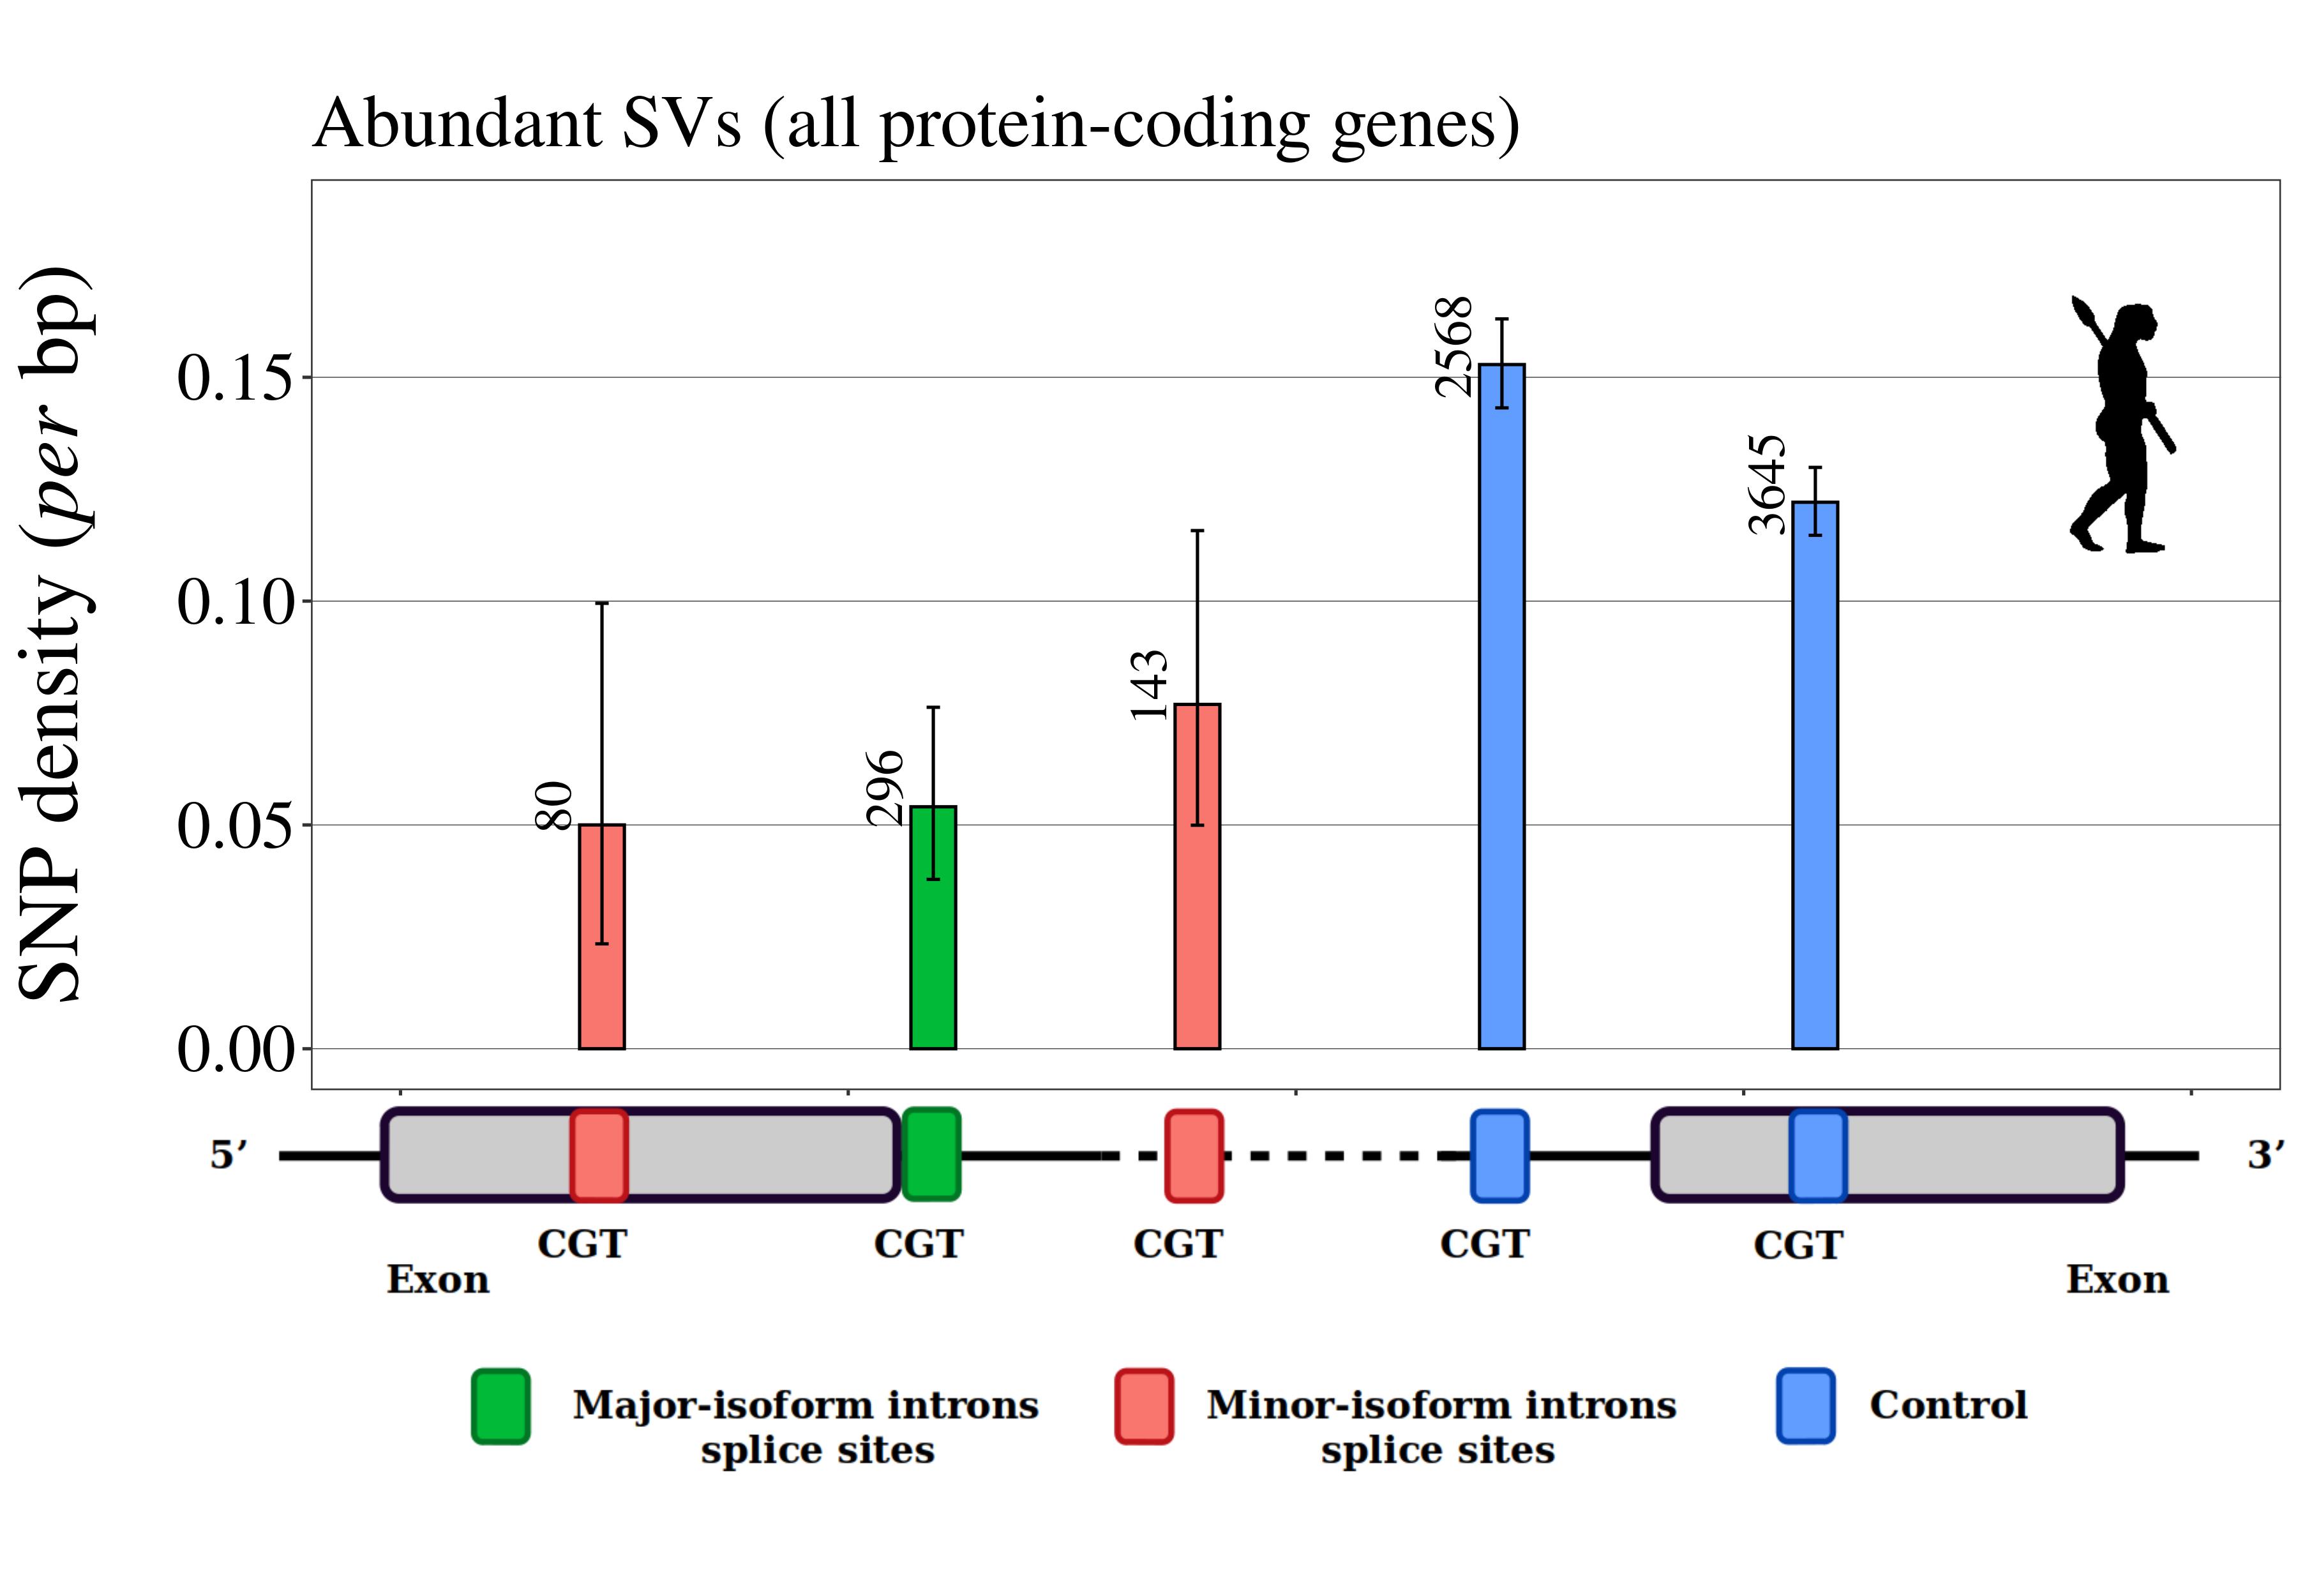 Abundant SVs (all protein-coding genes)
SNP density (per bp)
0.15
0.10
0.05
0.00
80
296
143
2568
3645
5’
3’
CGT
CGT
CGT
CGT
CGT
Exon
Exon
Major-isoform introns
splice sites
Minor-isoform introns
splice sites
Control